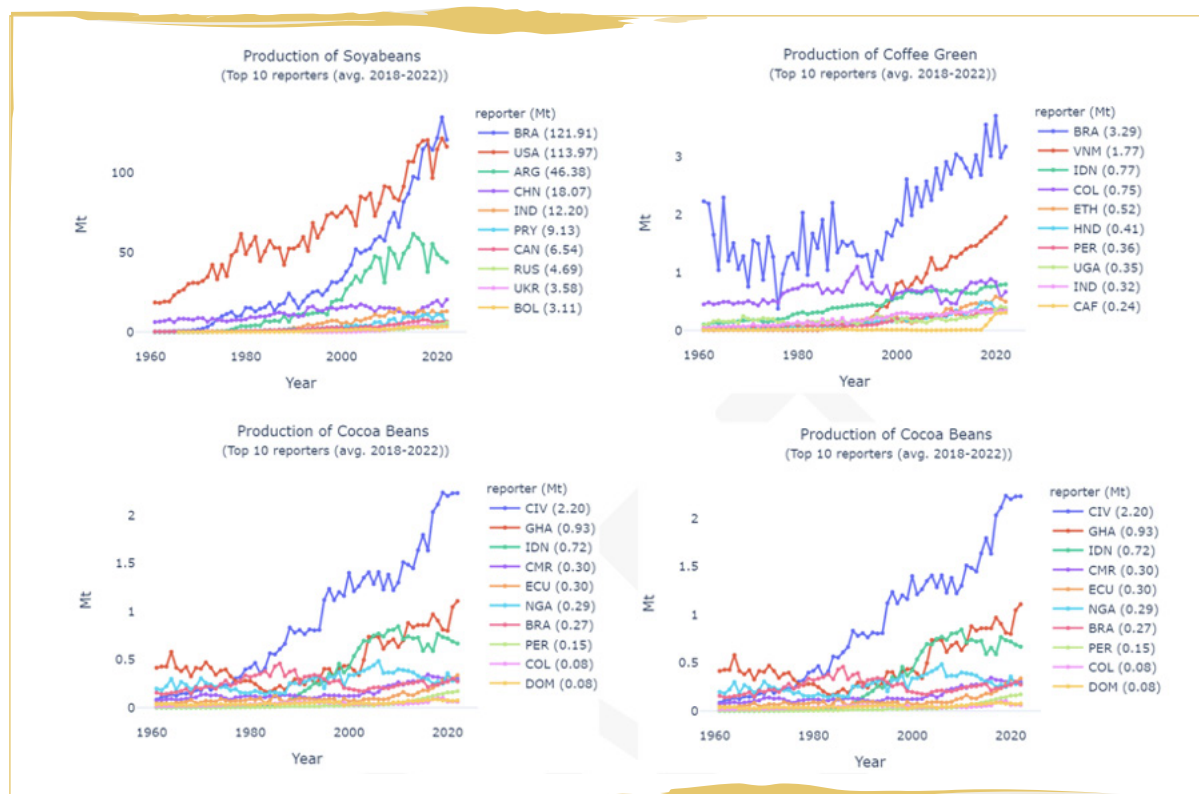 Production of Soyabeans
(Top 10 reporters (avg. 2018-2022))
reporter (Mt)
BRA (121.91)
USA (113.97)
ARG (46.38)
CHN (18.07)
IND (12.20)
PRY (9.13)
CAN (6.54)
RUS (4.69)
UKR (3.58)
BOL (3.11)
100
50
0
Mt
1960
1980
2000
2020
Year
Production of Coffee Green
(Top 10 reporters (avg. 2018-2022))
reporter (Mt)
BRA (3.29)
VNM (1.77)
IDN (0.77)
COL (0.75)
ETH (0.52)
HND (0.41)
PER (0.36)
UGA (0.35)
IND (0.32)
CAF (0.24)
3
2
1
0
Mt
1960
1980
2000
2020
Year
Production of Cocoa Beans
(Top 10 reporters (avg. 2018-2022))
reporter (Mt)
CIV (2.20)
GHA (0.93)
IDN (0.72)
CMR (0.30)
ECU (0.30)
NGA (0.29)
BRA (0.27)
PER (0.15)
COL (0.08)
DOM (0.08)
2
1.5
1
0.5
0
Mt
1960
1980
2000
2020
Year
Production of Cocoa Beans
(Top 10 reporters (avg. 2018-2022))
reporter (Mt)
CIV (2.20)
GHA (0.93)
IDN (0.72)
CMR (0.30)
ECU (0.30)
NGA (0.29)
BRA (0.27)
PER (0.15)
COL (0.08)
DOM (0.08)
2
1.5
1
0.5
0
Mt
1960
1980
2000
2020
Year